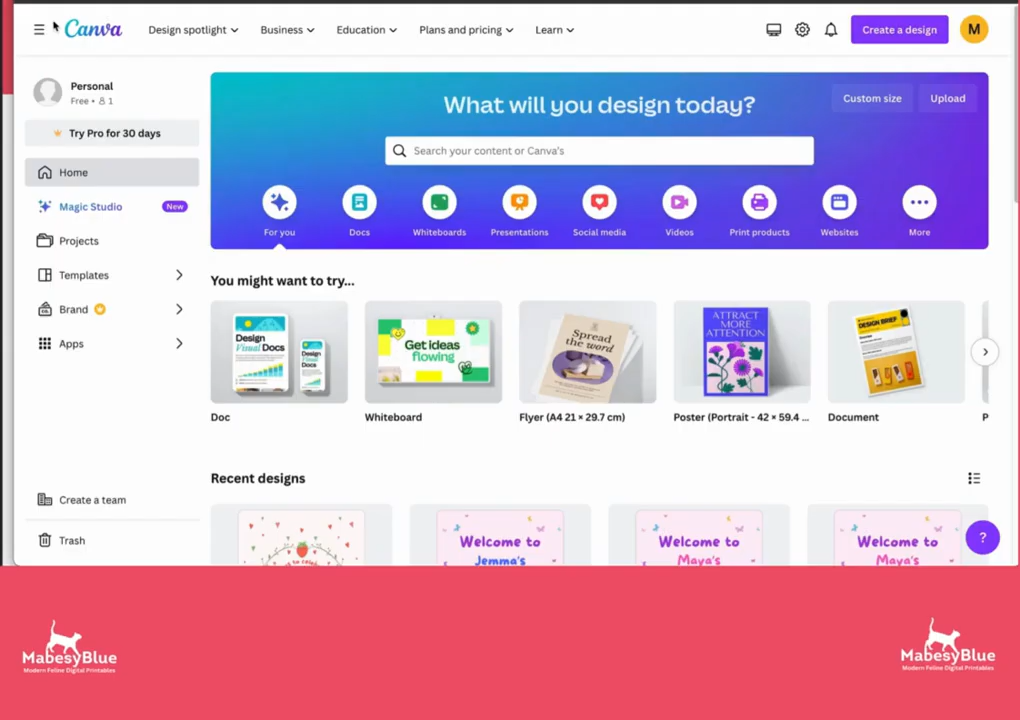 Canva
Design spotlight
Business
Education
Plans and pricing
Learn
Create a design
M
Personal
Free • 1
Try Pro for 30 days
Home
Magic Studio
New
Projects
Templates
Brand
Apps
Create a team
Trash
What will you design today?
Custom size
Upload
Search your content or Canva's
For you
Docs
Whiteboards
Presentations
Social media
Videos
Print products
Websites
More
You might want to try...
Design
Visual Docs
Design
Visual Docs
Get ideas
flowing
Spread
the word
ATTRACT
MORE
ATTENTION
DESIGN BRIEF
Doc
Whiteboard
Flyer (A4 21 × 29.7 cm)
Poster (Portrait - 42 × 59.4 ...
Document
P
Recent designs
Welcome to
Jemma's
Welcome to
Maya's
Welcome to
Maya's
?
MabesyBlue
Modern Feline Digital Printables
MabesyBlue
Modern Feline Digital Printables